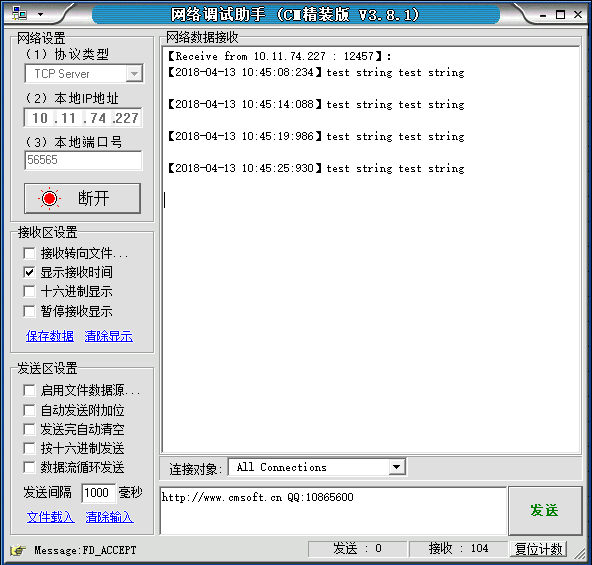 网络调试助手 (CM精装版 V3.8.1)
网络设置
(1) 协议类型
TCP Server
(2) 本地IP地址
10 .11 .74 .227
(3) 本地端口号
56565
断开
接收区设置
接收转向文件...
显示接收时间
十六进制显示
暂停接收显示
保存数据 清除显示
发送区设置
启用文件数据源...
自动发送附加位
发送完自动清空
按十六进制发送
数据流循环发送
发送间隔 1000 毫秒
文件载入 清除输入
网络数据接收
【Receive from 10.11.74.227 : 12457】:
【2018-04-13 10:45:08:234】test string test string
【2018-04-13 10:45:14:088】test string test string
【2018-04-13 10:45:19:986】test string test string
【2018-04-13 10:45:25:930】test string test string
连接对象: All Connections
http://www.cmsoft.cn QQ:10865600
发送
Message:FD_ACCEPT
发送 : 0
接收 : 104
复位计数